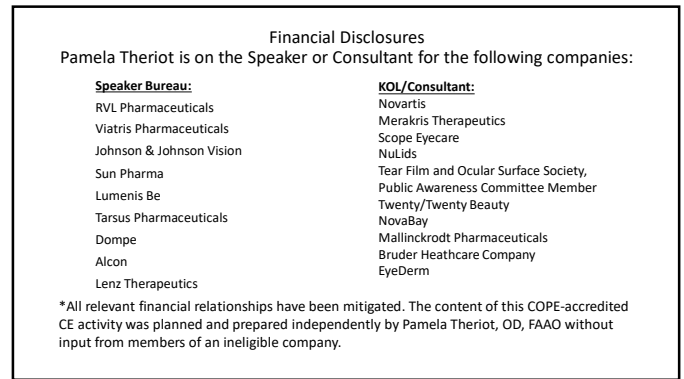 Financial Disclosures
Pamela Theriot is on the Speaker or Consultant for the following companies:
Speaker Bureau:
RVL Pharmaceuticals
Viatris Pharmaceuticals
Johnson & Johnson Vision
Sun Pharma
Lumenis Be
Tarsus Pharmaceuticals
Dompe
Alcon
Lenz Therapeutics
KOL/Consultant:
Novartis
Merakris Therapeutics
Scope Eyecare
NuLids
Tear Film and Ocular Surface Society,
Public Awareness Committee Member
Twenty/Twenty Beauty
NovaBay
Mallinckrodt Pharmaceuticals
Bruder Heathcare Company
EyeDerm
*All relevant financial relationships have been mitigated. The content of this COPE-accredited
CE activity was planned and prepared independently by Pamela Theriot, OD, FAAO without
input from members of an ineligible company.